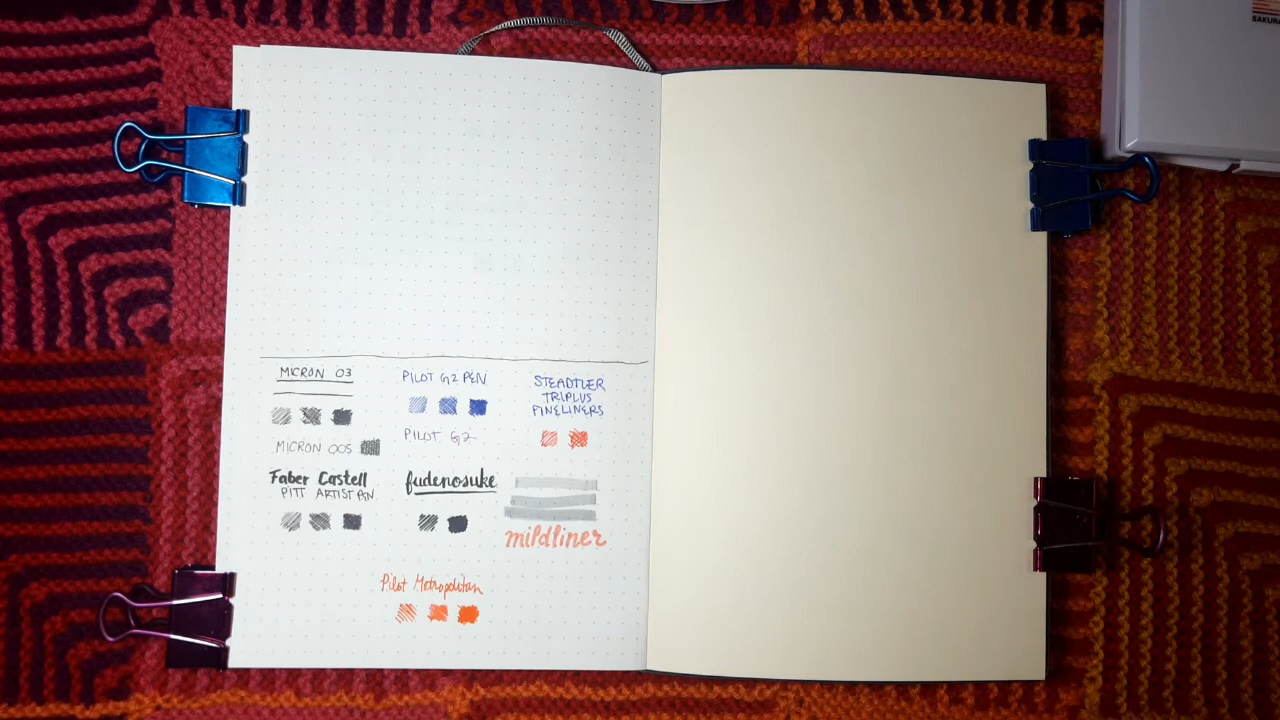 SAKURA
MICRON 03
PILOT G2 PEN
STEADTLER
TRIPLUS
FINELINERS
PILOT G2
MICRON 005
Faber Castell
PITT ARTIST PEN
fudenosuke
mildliner
Pilot Metropolitan